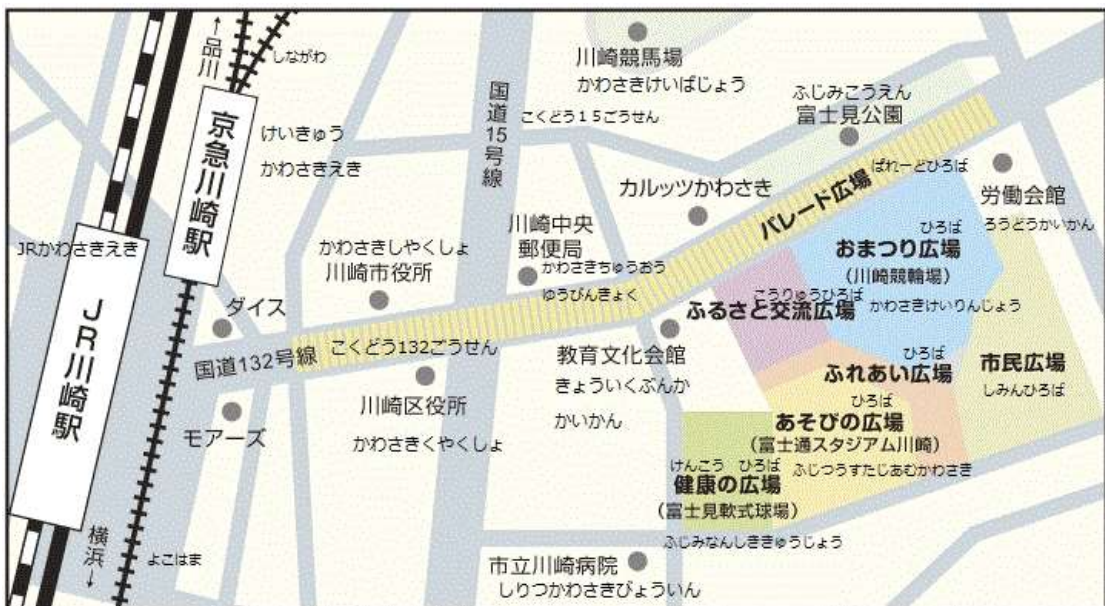 ←品川
しながわ
京急川崎駅
けいきゅう
かわさきえき
JRかわさきえき
JR川崎駅
横浜→
よこはま
国道15号線
こくどう15ごうせん
川崎競馬場
かわさきけいばじょう
ふじみこうえん
富士見公園
カルッツかわさき
ぱれーどひろば
パレード広場
労働会館
ろうどうかいかん
かわさきしやくしょ
川崎市役所
川崎中央
郵便局
かわさきちゅうおう
ゆうびんきょく
ダイス
国道132号線
こくどう132ごうせん
モアーズ
川崎区役所
かわさきくやくしょ
教育文化会館
きょういくぶんか
かいかん
ひろば
おまつり広場
(川崎競輪場)
かわさきけいりんじょう
こうりゅうひろば
ふるさと交流広場
ひろば
ふれあい広場
市民広場
しみんひろば
ひろば
あそびの広場
(富士通スタジアム川崎)
ふじつうすたじあむかわさき
けんこう ひろば
健康の広場
(富士見軟式球場)
ふじみなんしききゅうじょう
市立川崎病院
しりつかわさきびょういん